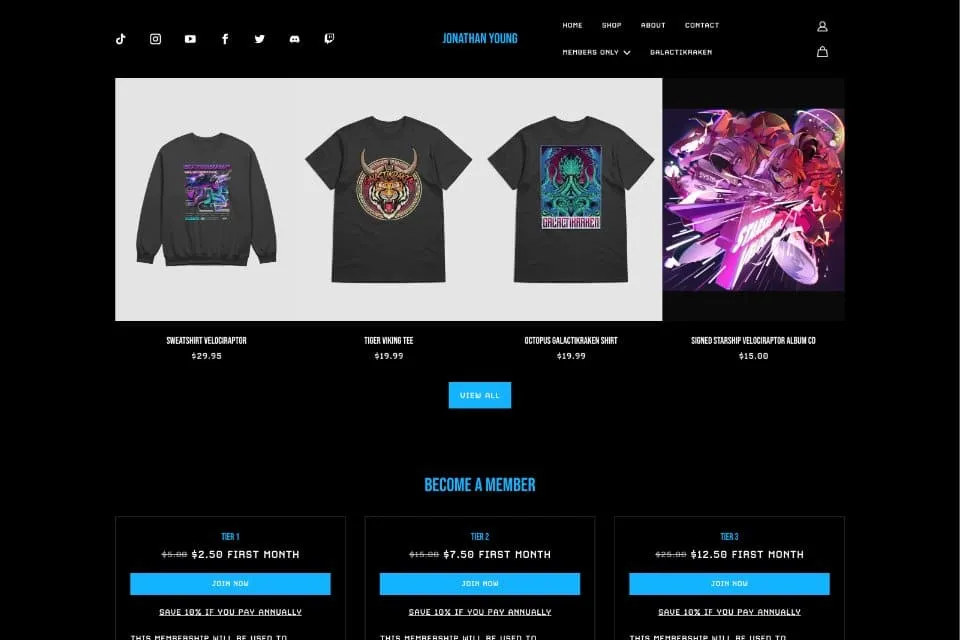 JONATHAN YOUNG
HOME SHOP ABOUT CONTACT
MEMBERS ONLY GALACTIKRAKEN
GALACTIKRAKEN
SWEATSHIRT VELOCIRAPTOR
$29.95
TIGER VIKING TEE
$19.99
OCTOPUS GALACTIKRAKEN SHIRT
$19.99
SIGNED STARSHIP VELOCIRAPTOR ALBUM CD
$15.00
VIEW ALL
BECOME A MEMBER
TIER 1
$5.00 $2.50 FIRST MONTH
JOIN NOW
SAVE 10% IF YOU PAY ANNUALLY
THIS MEMBERSHIP WILL BE USED TO
TIER 2
$15.00 $7.50 FIRST MONTH
JOIN NOW
SAVE 10% IF YOU PAY ANNUALLY
THIS MEMBERSHIP WILL BE USED TO
TIER 3
$25.00 $12.50 FIRST MONTH
JOIN NOW
SAVE 10% IF YOU PAY ANNUALLY
THIS MEMBERSHIP WILL BE USED TO